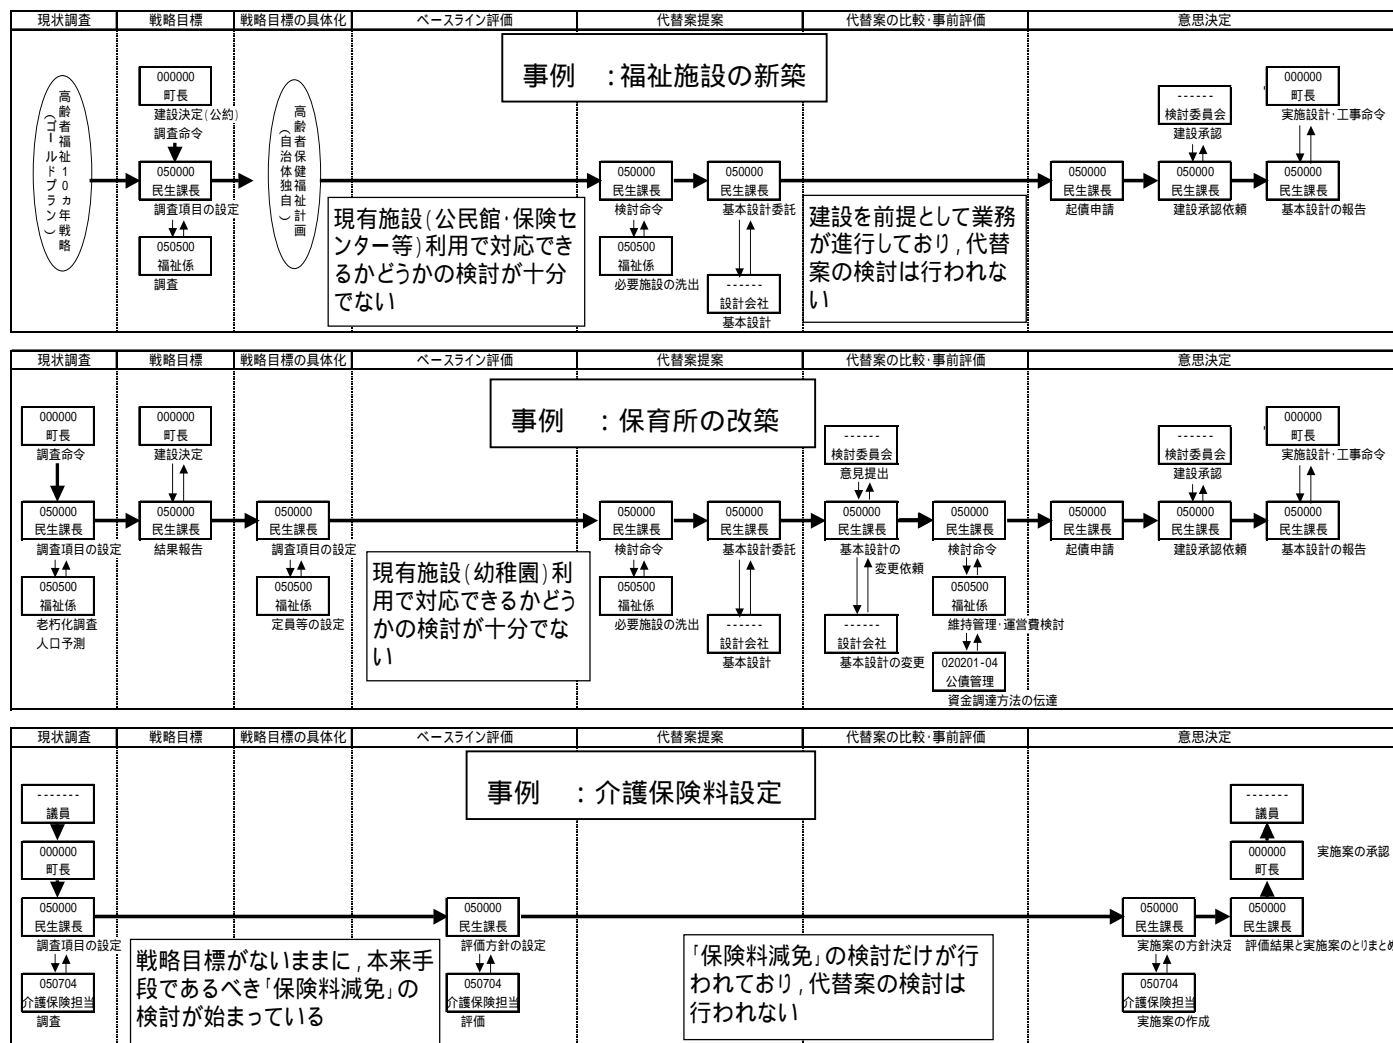 現状調査
戦略目標
戦略目標の具体化
ベースライン評価
代替案提案
代替案の比較・事前評価
意思決定
事例　：福祉施設の新築
高齢者福祉10ヵ年戦略
(ゴールドプラン)
000000
町長
建設決定(公約)
調査命令
050000
民生課長
調査項目の設定
050500
福祉係
調査
高齢者保健福祉計画
(自治体独自)
現有施設(公民館・保険セ
ンター等)利用で対応でき
るかどうかの検討が十分
でない
050000
民生課長
検討命令
050500
福祉係
必要施設の洗出
050000
民生課長
基本設計委託
------
設計会社
基本設計
建設を前提として業務
が進行しており,代替
案の検討は行われな
い
050000
民生課長
起債申請
------
検討委員会
建設承認
050000
民生課長
建設承認依頼
000000
町長
実施設計・工事命令
050000
民生課長
基本設計の報告
現状調査
戦略目標
戦略目標の具体化
ベースライン評価
代替案提案
代替案の比較・事前評価
意思決定
事例　：保育所の改築
000000
町長
調査命令
050000
民生課長
調査項目の設定
050500
福祉係
老朽化調査
人口予測
000000
町長
建設決定
050000
民生課長
結果報告
050000
民生課長
調査項目の設定
050500
福祉係
定員等の設定
現有施設(幼稚園)利
用で対応できるかどう
かの検討が十分でな
い
050000
民生課長
検討命令
050500
福祉係
必要施設の洗出
050000
民生課長
基本設計委託
------
設計会社
基本設計
------
検討委員会
意見提出
050000
民生課長
基本設計の
変更依頼
------
設計会社
基本設計の変更
050000
民生課長
検討命令
050500
福祉係
維持管理・運営費検討
020201-04
公債管理
資金調達方法の伝達
050000
民生課長
起債申請
------
検討委員会
建設承認
050000
民生課長
建設承認依頼
000000
町長
実施設計・工事命令
050000
民生課長
基本設計の報告
現状調査
戦略目標
戦略目標の具体化
ベースライン評価
代替案提案
代替案の比較・事前評価
意思決定
事例　：介護保険料設定
-------
議員
000000
町長
050000
民生課長
調査項目の設定
050704
介護保険担当
調査
戦略目標がないままに,本来手
段であるべき「保険料減免」の
検討が始まっている
050000
民生課長
評価方針の設定
050704
介護保険担当
評価
「保険料減免」の検討だけが行
われており,代替案の検討は
行われない
050000
民生課長
実施案の方針決定
050704
介護保険担当
実施案の作成
-------
議員
000000
町長
実施案の承認
050000
民生課長
評価結果と実施案のとりまとめ